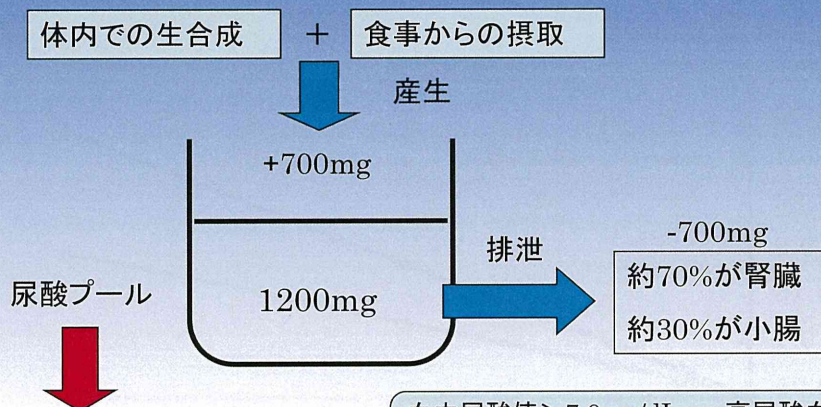 体内での生合成 + 食事からの摂取
産生
+700mg
-700mg
排泄
約70%が腎臓
尿酸プール
1200mg
約30%が小腸